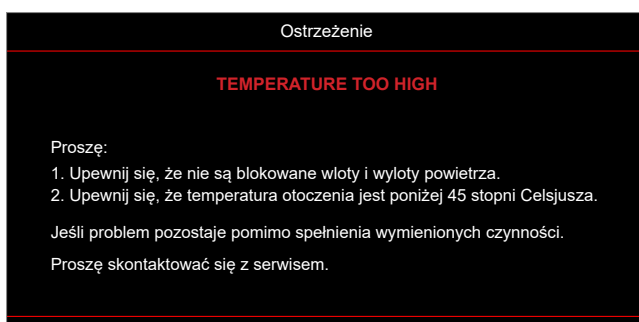 Ostrzeżenie
TEMPERATURE TOO HIGH
Proszę:
1. Upewnij się, że nie są blokowane wloty i wyloty powietrza.
2. Upewnij się, że temperatura otoczenia jest poniżej 45 stopni Celsjusza.
Jeśli problem pozostaje pomimo spełnienia wymienionych czynności.
Proszę skontaktować się z serwisem.